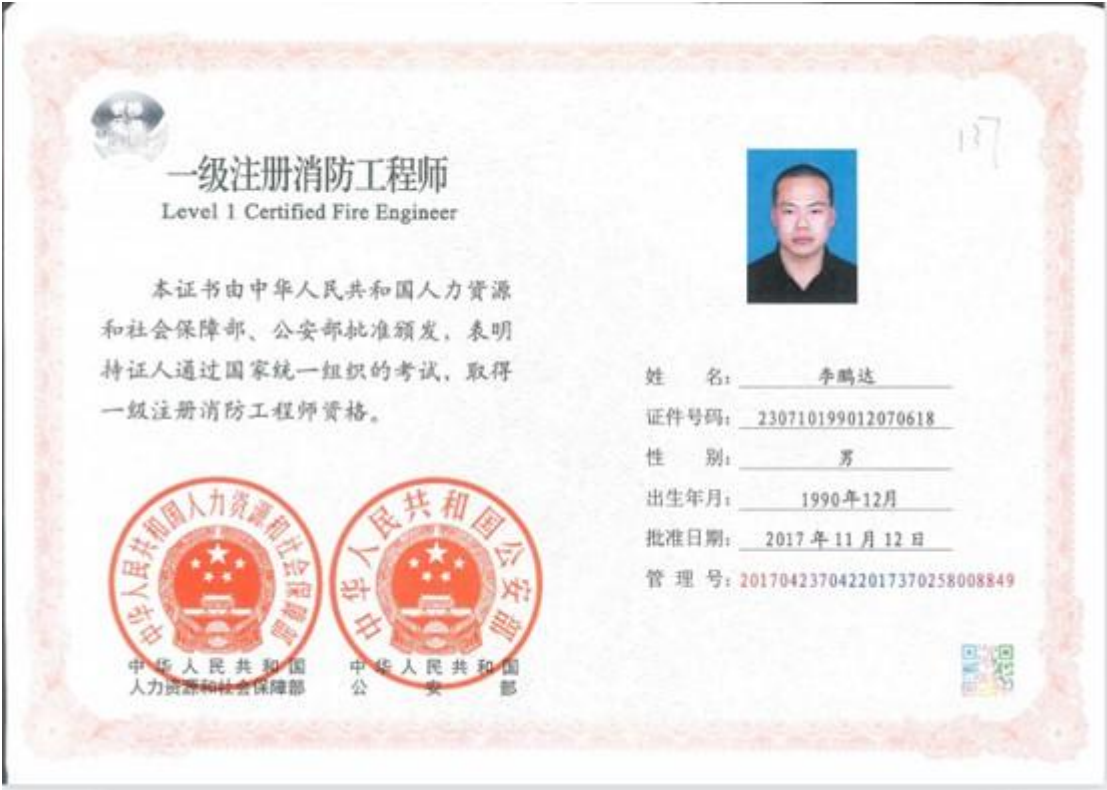 一级注册消防工程师
Level 1 Certified Fire Engineer
本证书由中华人民共和国人力资源
和社会保障部、公安部批准颁发，表明
持证人通过国家统一组织的考试，取得
一级注册消防工程师资格。
中华人民共和国人力资源和社会保障部
中华人民共和国公安部
中华人民共和国
人力资源和社会保障部
中华人民共和国
公安部
137
姓 名：李鹏达
证件号码：230710199012070618
性 别：男
出生年月：1990年12月
批准日期：2017年11月12日
管 理 号：2017042370422017370258008849